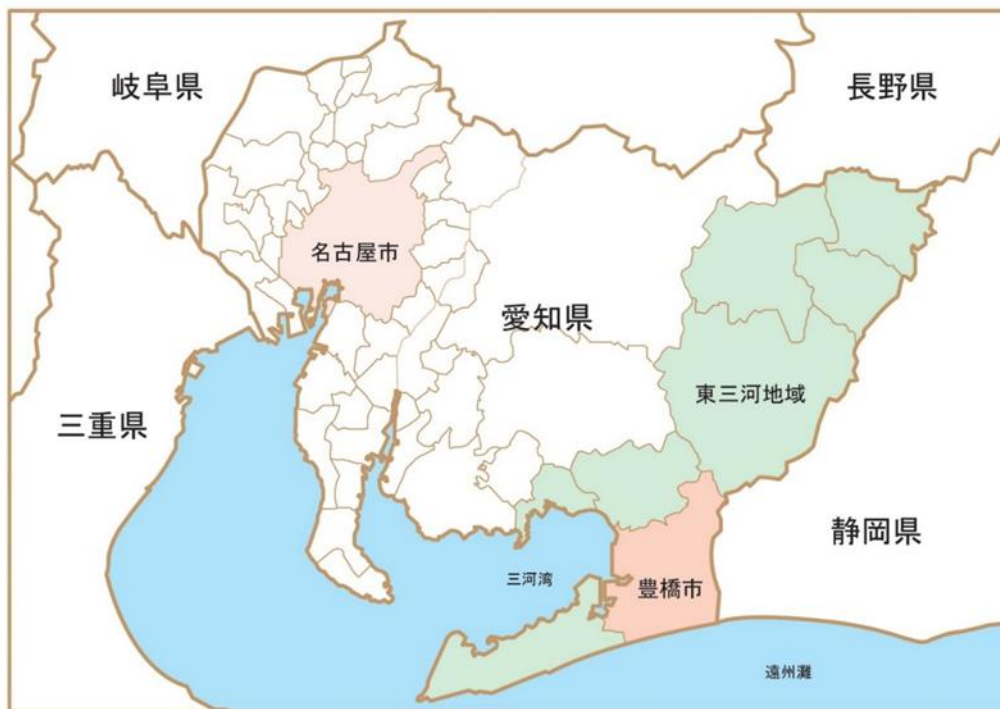 岐阜県
長野県
名古屋市
愛知県
東三河地域
三重県
静岡県
三河湾
豊橋市
遠州灘